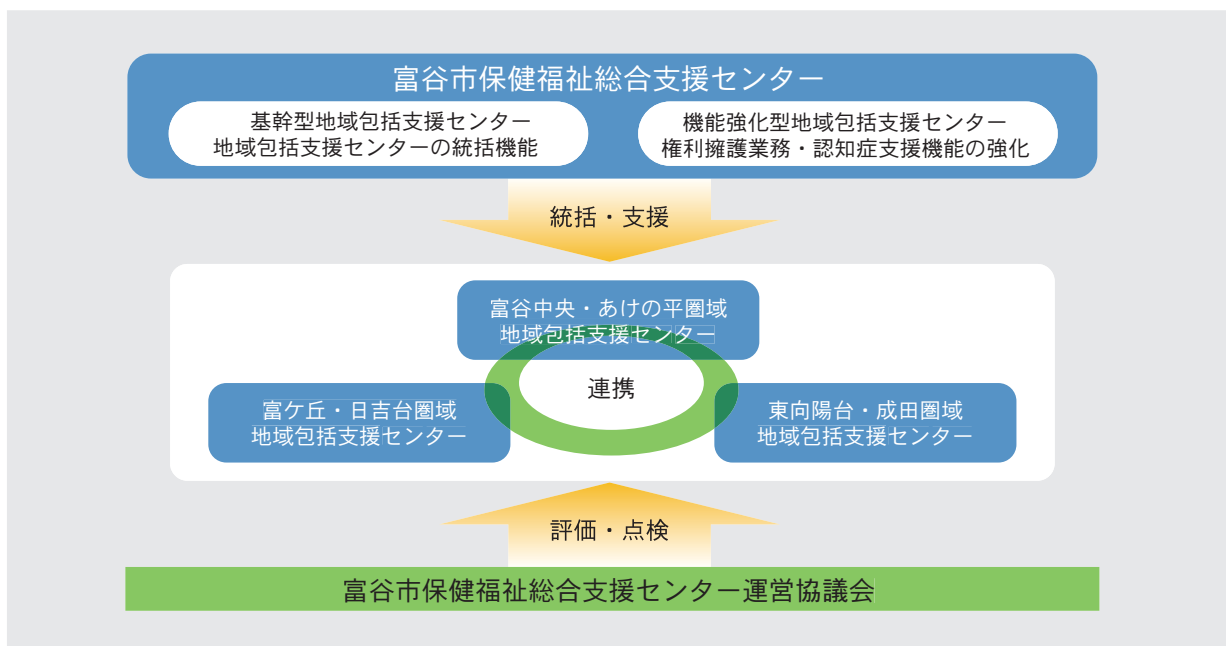 富谷市保健福祉総合支援センター
基幹型地域包括支援センター
地域包括支援センターの統括機能
機能強化型地域包括支援センター
権利擁護業務・認知症支援機能の強化
統括・支援
富谷中央・あけの平圏域
地域包括支援センター
連携
富ケ丘・日吉台圏域
地域包括支援センター
東向陽台・成田圏域
地域包括支援センター
評価・点検
富谷市保健福祉総合支援センター運営協議会